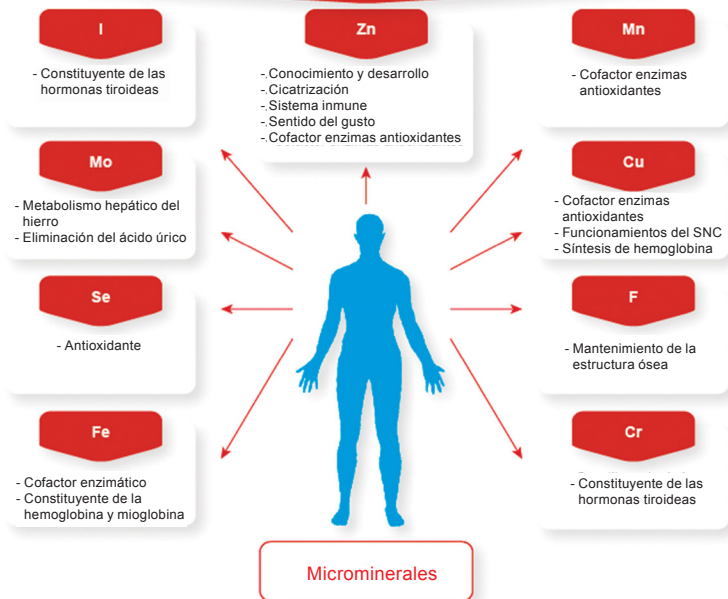 I
- Constituyente de las
hormonas tiroideas
Zn
- Conocimiento y desarrollo
- Cicatrización
- Sistema inmune
- Sentido del gusto
- Cofactor enzimas antioxidantes
Mn
- Cofactor enzimas
antioxidantes
Mo
- Metabolismo hepático del
hierro
- Eliminación del ácido úrico
Cu
- Cofactor enzimas
antioxidantes
- Funcionamientos del SNC
- Síntesis de hemoglobina
Se
- Antioxidante
F
- Mantenimiento de la
estructura ósea
Fe
- Cofactor enzimático
- Constituyente de la
hemoglobina y mioglobina
Cr
- Constituyente de las
hormonas tiroideas
Microminerales